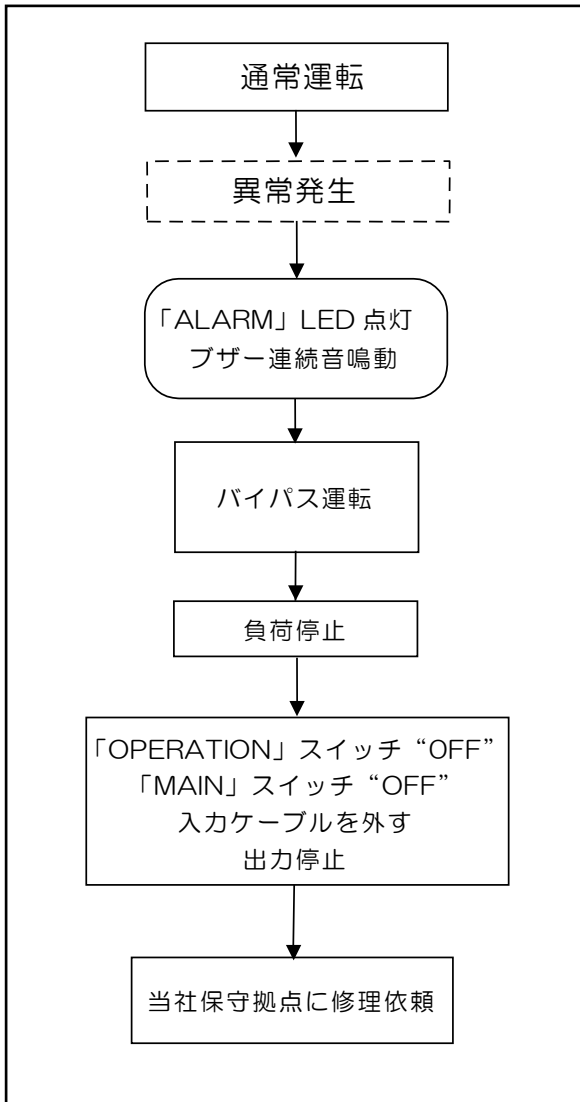 通常運転
異常発生
「ALARM」LED 点灯
ブザー連続音鳴動
バイパス運転
負荷停止
「OPERATION」スイッチ“OFF”
「MAIN」スイッチ“OFF”
入力ケーブルを外す
出力停止
当社保守拠点に修理依頼